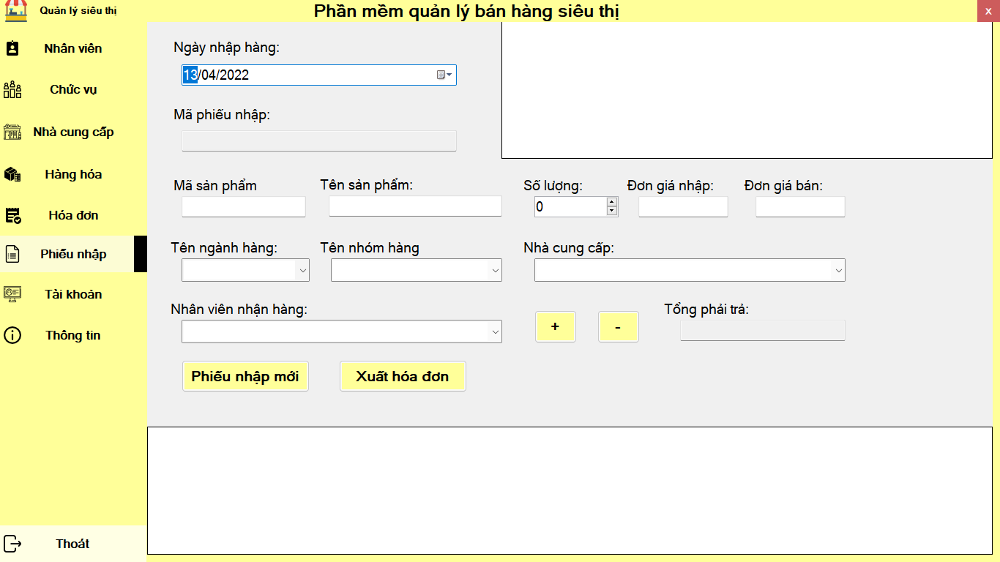 Quản lý siêu thị
Phần mềm quản lý bán hàng siêu thị
x
Nhân viên
Chức vụ
Nhà cung cấp
Hàng hóa
Hóa đơn
Phiếu nhập
Tài khoản
Thông tin
Thoát
Ngày nhập hàng:
13/04/2022
Mã phiếu nhập:
Mã sản phẩm
Tên sản phẩm:
Số lượng:
Đơn giá nhập:
Đơn giá bán:
0
Tên ngành hàng:
Tên nhóm hàng
Nhà cung cấp:
Nhân viên nhận hàng:
+
-
Tổng phải trả:
Phiếu nhập mới
Xuất hóa đơn